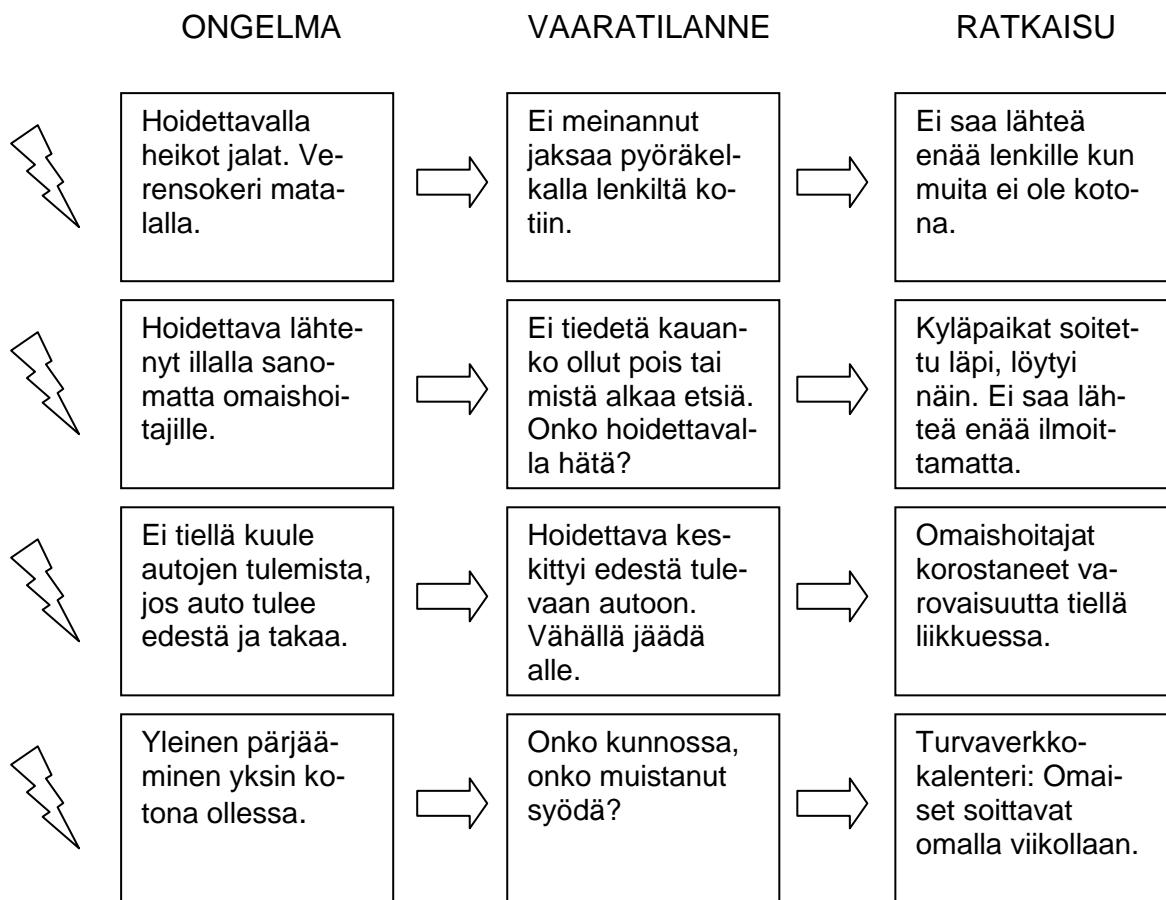 ONGELMA
VAARATILANNE
RATKAISU
Hoidettavalla
heikot jalat. Ve-
rensokeri mata-
lalla.
Ei meinannut
jaksaa pyöräkel-
kalla lenkiltä ko-
tiin.
Ei saa lähteä
enää lenkille kun
muita ei ole koto-
na.
Hoidettava lähte-
nyt illalla sano-
matta omaishoi-
tajille.
Ei tiedetä kauan-
ko ollut pois tai
mistä alkaa etsiä.
Onko hoidettaval-
la hätä?
Kyläpaikat soitet-
tu läpi, löytyi
näin. Ei saa läh-
teä enää ilmoit-
tamatta.
Ei tiellä kuule
autojen tulemista,
jos auto tulee
edestä ja takaa.
Hoidettava kes-
kittyi edestä tule-
vaan autoon.
Vähällä jäädä
alle.
Omaishoitajat
korostaneet va-
rovaisuutta tiellä
liikkuessa.
Yleinen pärjää-
minen yksin ko-
tona ollessa.
Onko kunnossa,
onko muistanut
syödä?
Turvaverkko-
kalenteri: Omai-
set soittavat
omalla viikollaan.